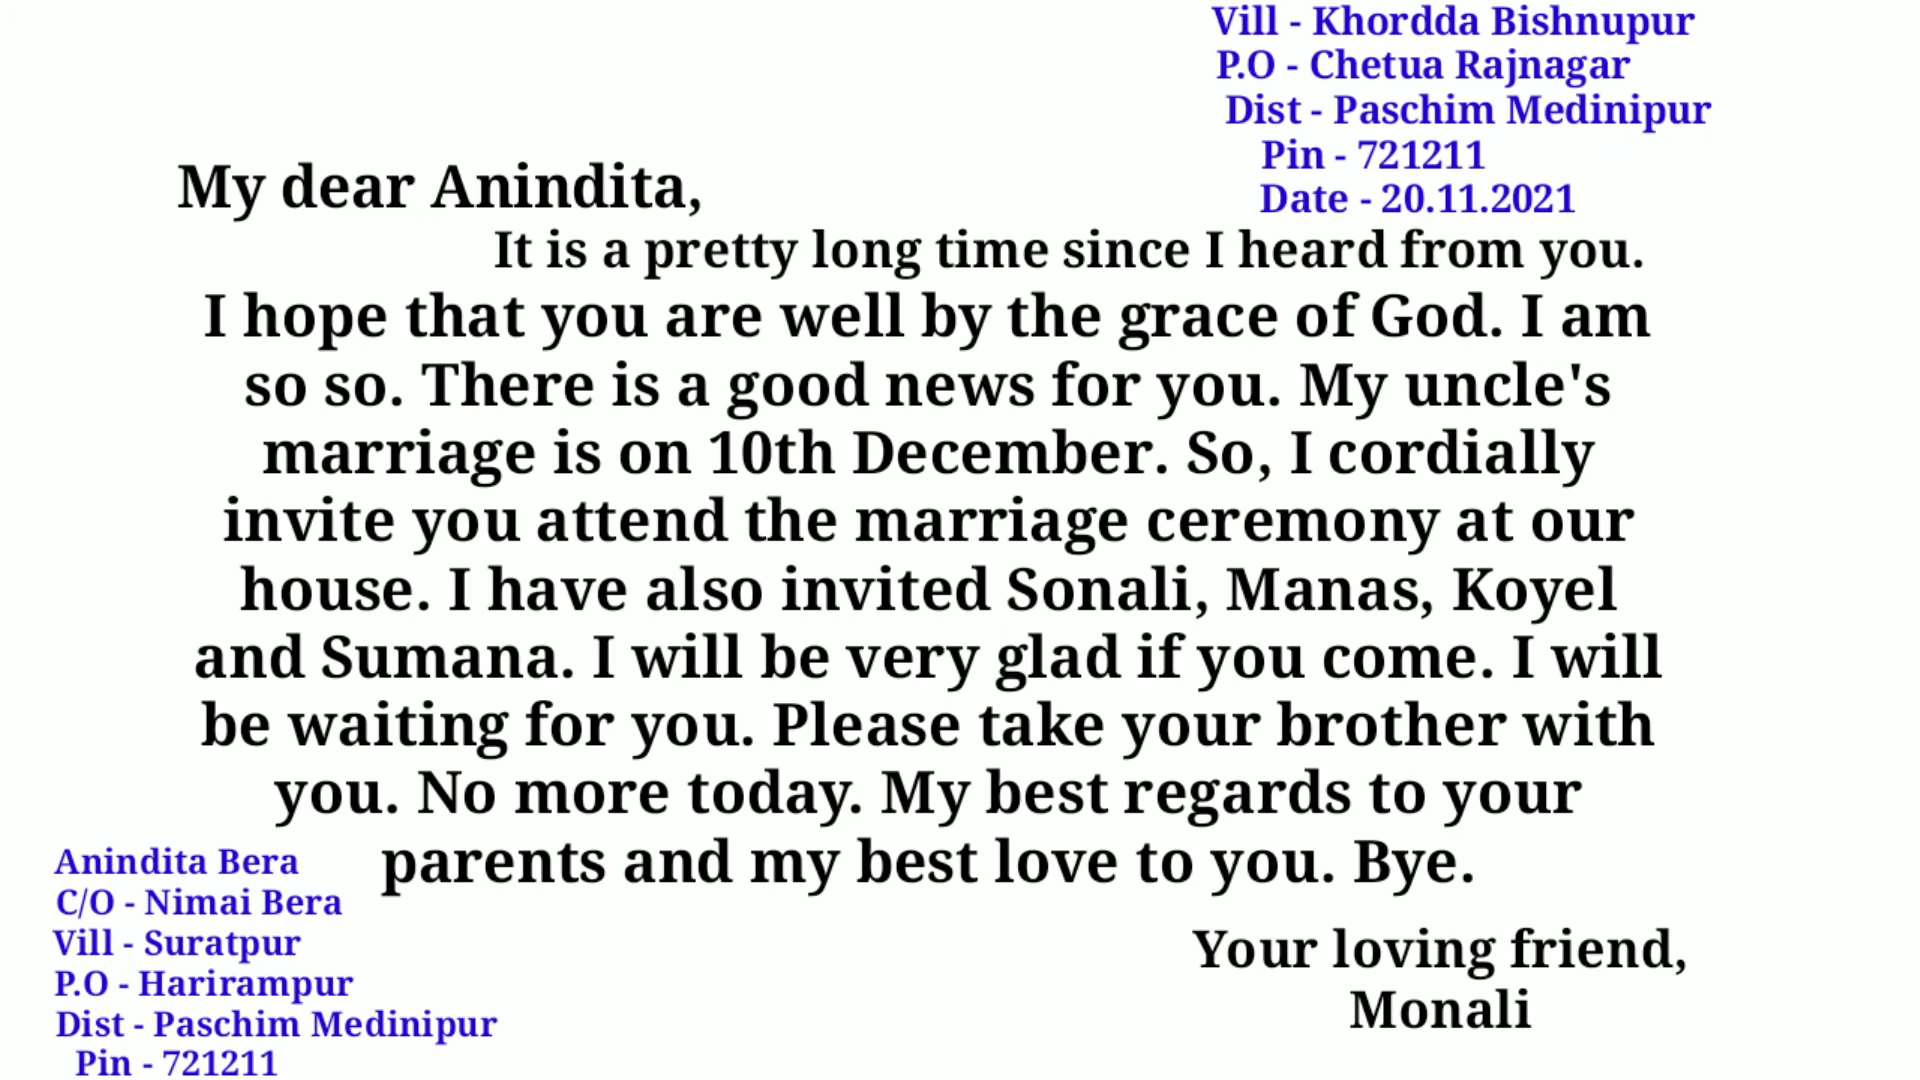 Vill - Khordda Bishnupur
P.O - Chetua Rajnagar
Dist - Paschim Medinipur
Pin - 721211
Date - 20.11.2021
My dear Anindita,
It is a pretty long time since I heard from you.
I hope that you are well by the grace of God. I am
so so. There is a good news for you. My uncle's
marriage is on 10th December. So, I cordially
invite you attend the marriage ceremony at our
house. I have also invited Sonali, Manas, Koyel
and Sumana. I will be very glad if you come. I will
be waiting for you. Please take your brother with
you. No more today. My best regards to your
parents and my best love to you. Bye.
Your loving friend,
Monali
Anindita Bera
C/O - Nimai Bera
Vill - Suratpur
P.O - Harirampur
Dist - Paschim Medinipur
Pin - 721211